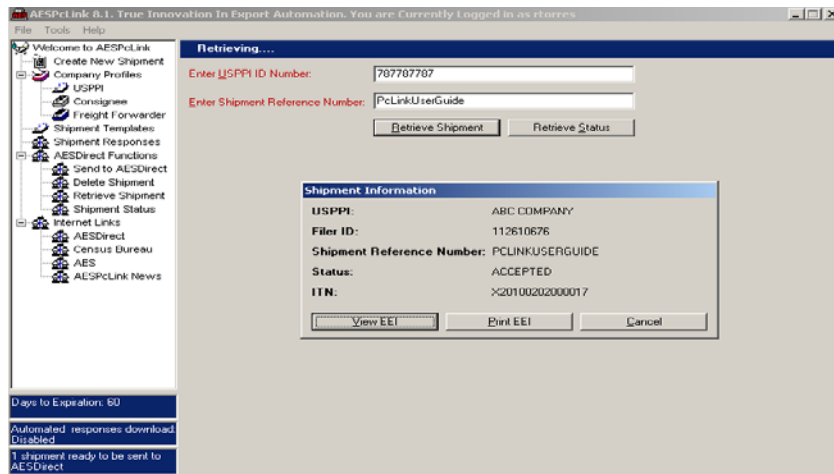 AESPcLink 8.1. True Innovation In Export Automation. You are Currently Logged in as rtorres
File Tools Help
Welcome to AESPcLink
Create New Shipment
Company Profiles
USPPI
Consignee
Freight Forwarder
Shipment Templates
Shipment Responses
AESDirect Functions
Send to AESDirect
Delete Shipment
Retrieve Shipment
Shipment Status
Internet Links
AESDirect
Census Bureau
AES
AESPcLink News
Days to Expiration: 60
Automated responses download:
Disabled
1 shipment ready to be sent to
AESDirect
Retrieving....
Enter USPPI ID Number: 787787787
Enter Shipment Reference Number: PcLinkUserGuide
Retrieve Shipment Retrieve Status
Shipment Information
USPPI: ABC COMPANY
Filer ID: 112610676
Shipment Reference Number: PCLINKUSERGUIDE
Status: ACCEPTED
ITN: X20100202000017
View EEI Print EEI Cancel